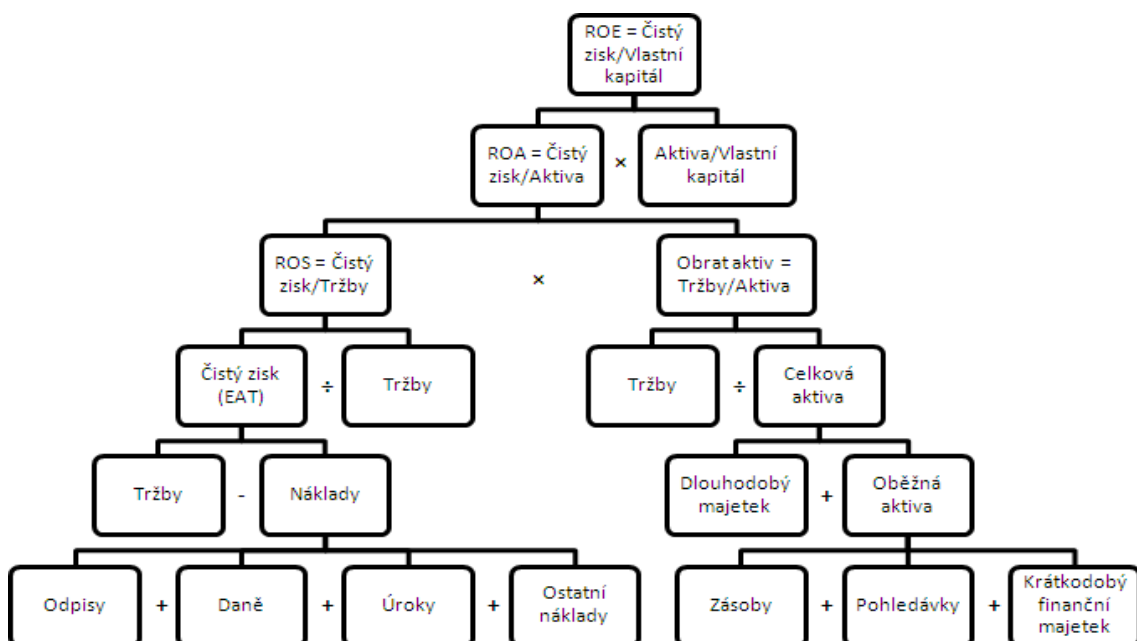 ROE = Čistý
zisk/Vlastní
kapitál
ROA = Čistý
zisk/Aktiva
×
Aktiva/Vlastní
kapitál
ROS = Čistý
zisk/Tržby
×
Obrat aktiv =
Tržby/Aktiva
Čistý zisk
(EAT)
÷
Tržby
Tržby
÷
Celková
aktiva
Tržby
-
Náklady
Dlouhodobý
majetek
+
Oběžná
aktiva
Odpisy
+
Daně
+
Úroky
+
Ostatní
náklady
Zásoby
+
Pohledávky
+
Krátkodobý
finanční
majetek